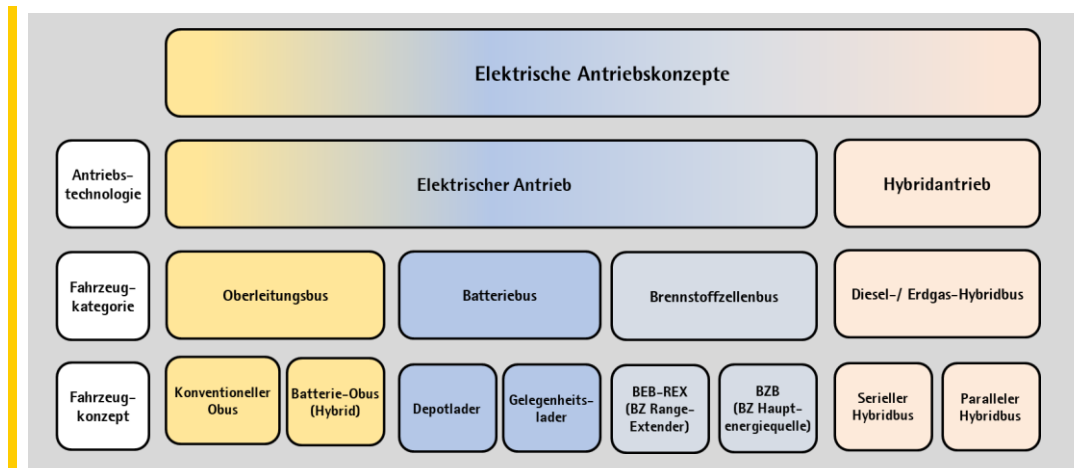 Elektrische Antriebskonzepte
Antriebs-
technologie
Elektrischer Antrieb
Hybridantrieb
Fahrzeug-
kategorie
Oberleitungsbus
Batteriebus
Brennstoffzellenbus
Diesel-/ Erdgas-Hybridbus
Fahrzeug-
konzept
Konventioneller
Obus
Batterie-Obus
(Hybrid)
Depotlader
Gelegenheits-
lader
BEB-REX
(BZ Range-
Extender)
BZB
(BZ Haupt-
energiequelle)
Serieller
Hybridbus
Paralleler
Hybridbus